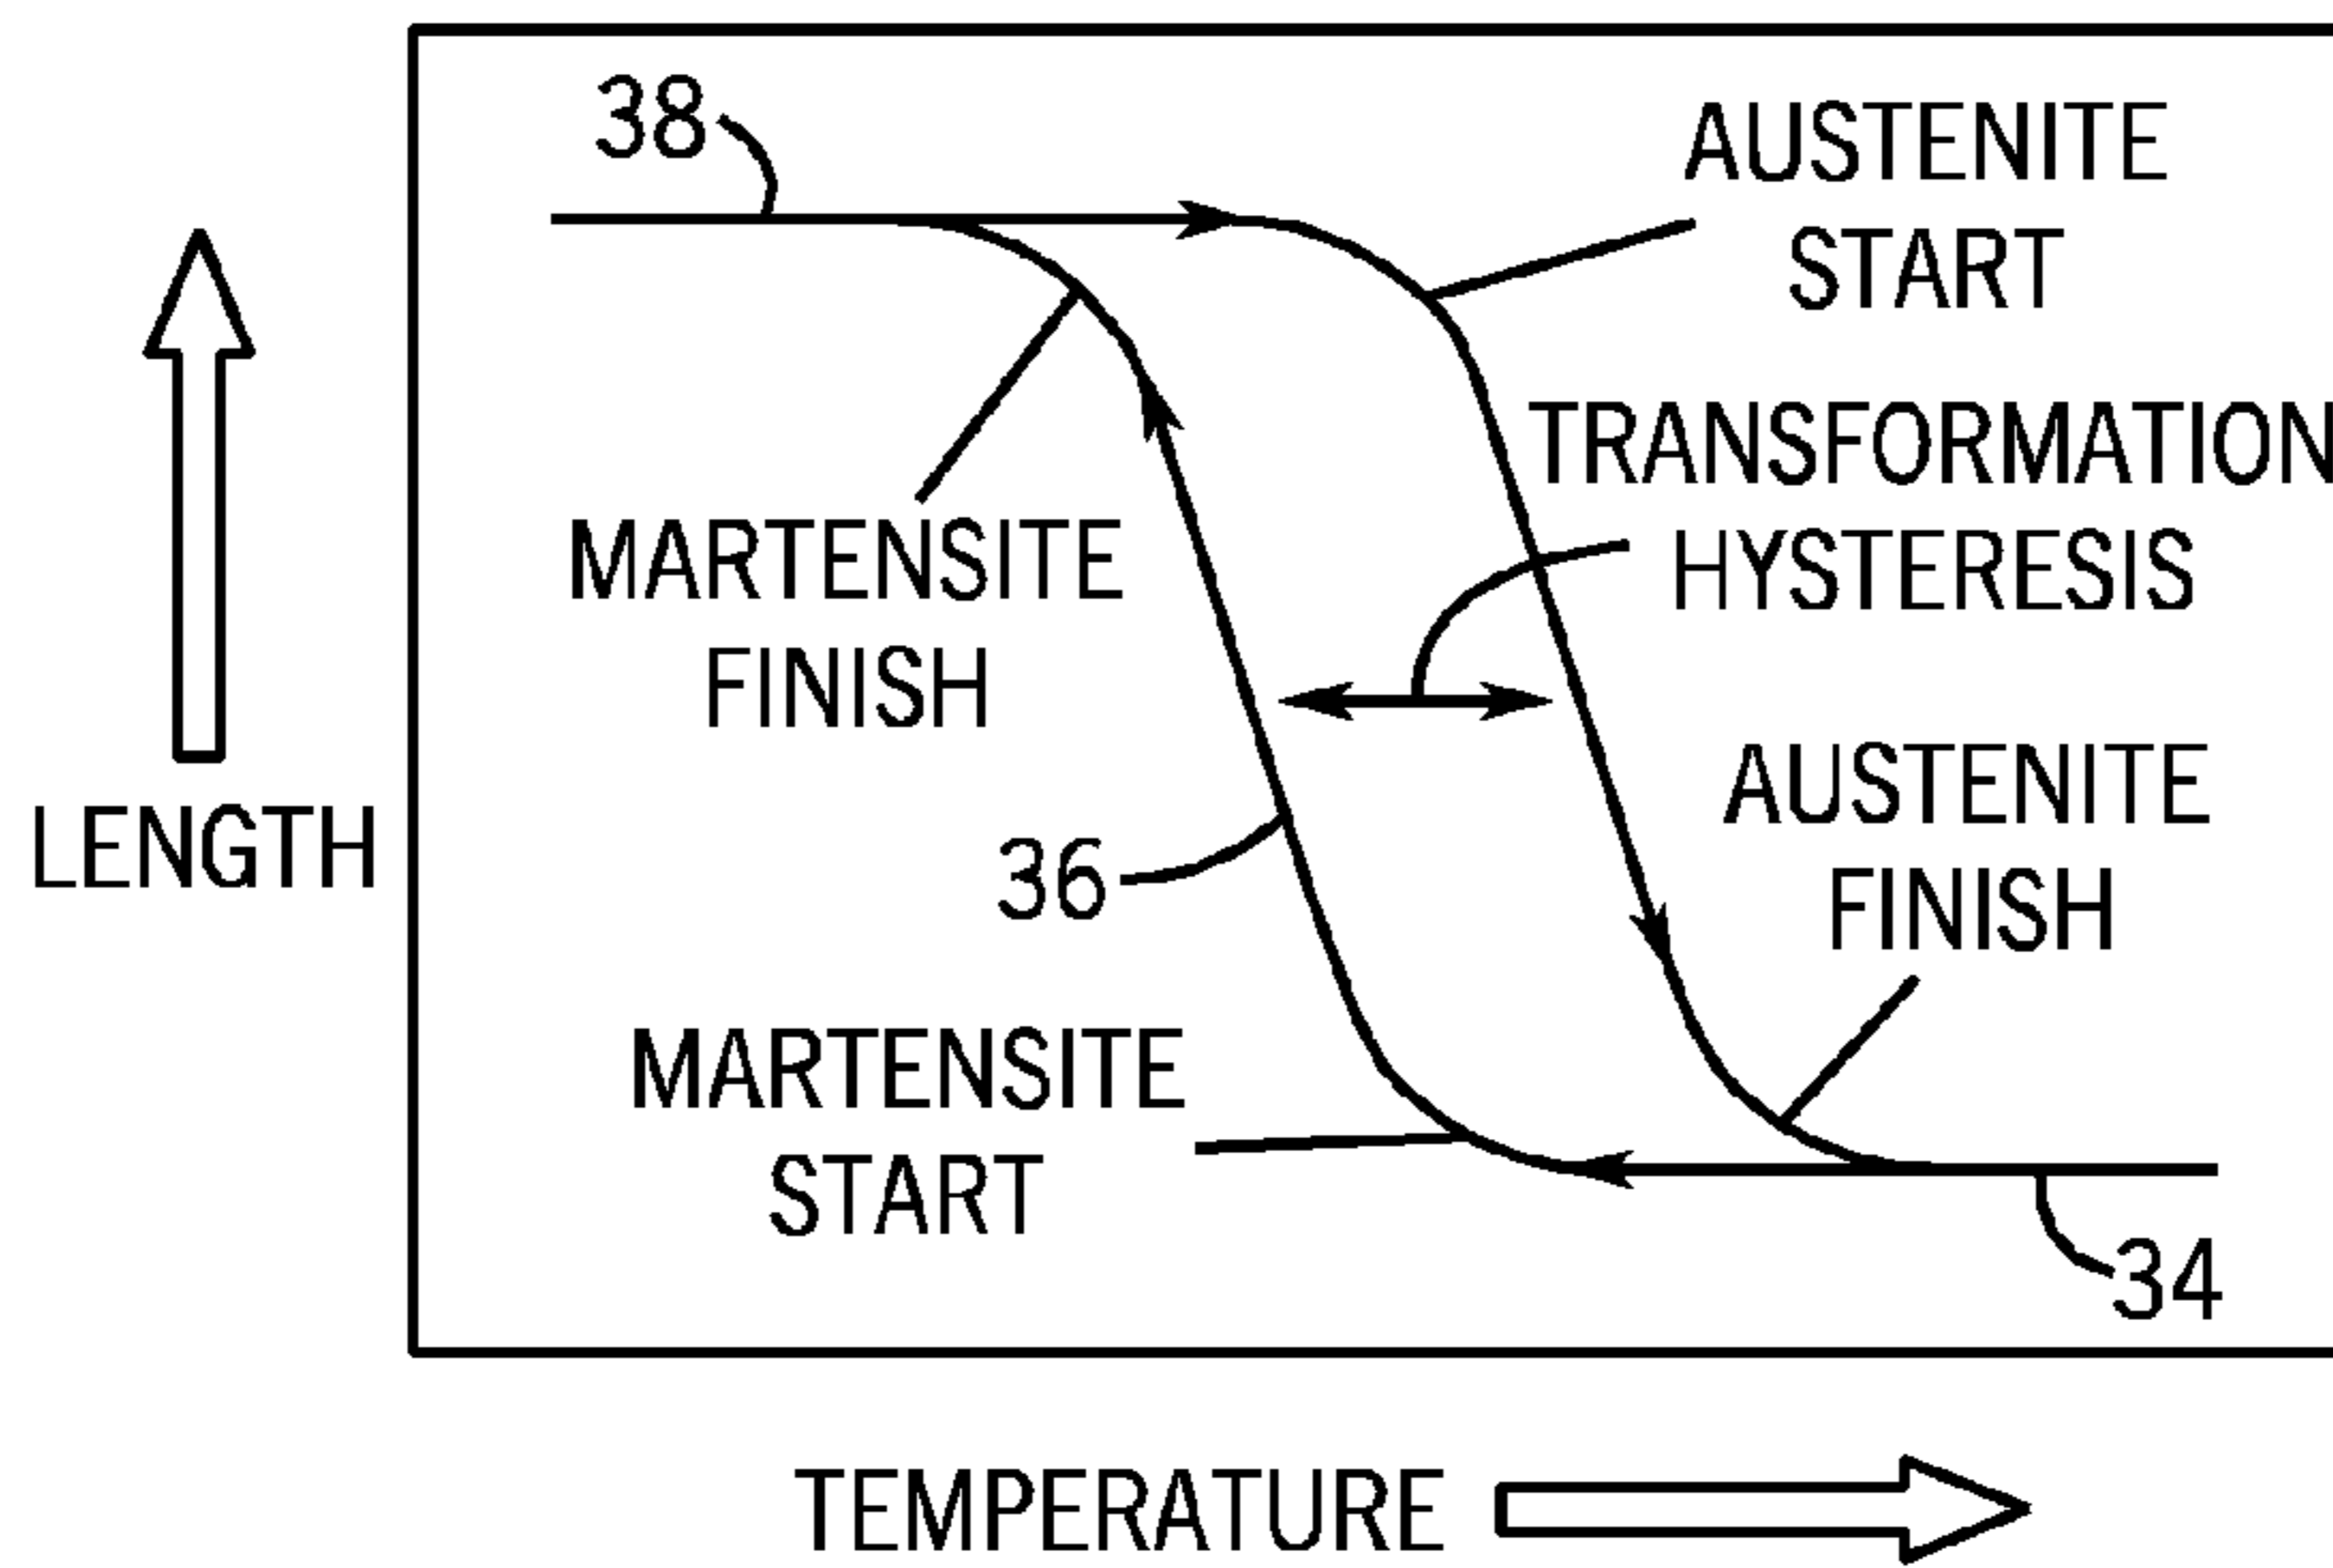 38
AUSTENITE
START
TRANSFORMATION
HYSTERESIS
MARTENSITE
FINISH
LENGTH
36
AUSTENITE
FINISH
MARTENSITE
START
34
TEMPERATURE